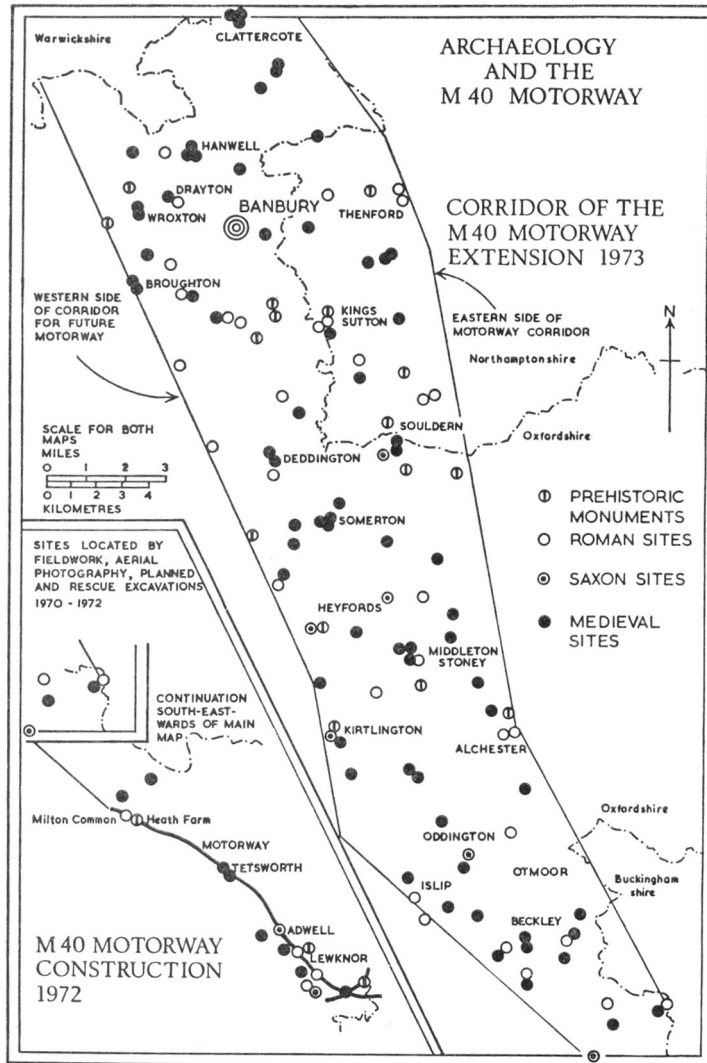 ARCHAEOLOGY
AND THE
M40 MOTORWAY
Warwickshire
CLATTERCOTE
HANWELL
DRAYTON
WROXTON
BANBURY
THENFORD
CORRIDOR OF THE
M40 MOTORWAY
EXTENSION 1973
BROUGHTON
WESTERN SIDE
OF CORRIDOR
FOR FUTURE
MOTORWAY
KINGS
SUTTON
EASTERN SIDE OF
MOTORWAY CORRIDOR
N
Northamptonshire
SCALE FOR BOTH
MAPS
MILES
0 1 2 3
0 1 2 3 4
KILOMETRES
SOULDERN
Oxfordshire
DEDDINGTON
PREHISTORIC
MONUMENTS
ROMAN SITES
SAXON SITES
MEDIEVAL
SITES
SOMERTON
SITES LOCATED BY
FIELDWORK, AERIAL
PHOTOGRAPHY, PLANNED
AND RESCUE EXCAVATIONS
1970 - 1972
HEYFORDS
MIDDLETON
STONEY
CONTINUATION
SOUTH-EAST-
WARDS OF MAIN
MAP
KIRTLINGTON
ALCHESTER
Milton Common
Heath Farm
MOTORWAY
TETSWORTH
Oxfordshire
ODDINGTON
OTMOOR
Buckingham
shire
ISLIP
BECKLEY
ADWELL
LEWKNOR
M40 MOTORWAY
CONSTRUCTION
1972